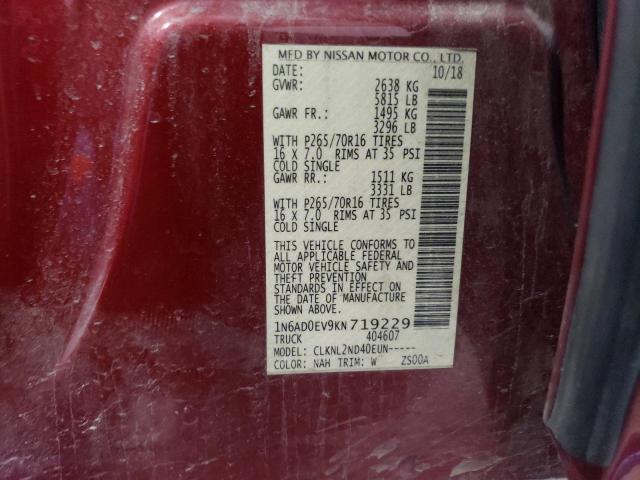 MFD BY NISSAN MOTOR CO., LTD.
DATE: 10/18
GVWR: 2638 KG
5815 LB
GAWR FR.: 1495 KG
3296 LB
WITH P265/70R16 TIRES
16 X 7.0 RIMS AT 35 PSI
COLD SINGLE
GAWR RR.: 1511 KG
3331 LB
WITH P265/70R16 TIRES
16 X 7.0 RIMS AT 35 PSI
COLD SINGLE
THIS VEHICLE CONFORMS TO
ALL APPLICABLE FEDERAL
MOTOR VEHICLE SAFETY AND
THEFT PREVENTION
STANDARDS IN EFFECT ON
THE DATE OF MANUFACTURE
SHOWN ABOVE.
1N6AD0EV9KN719229
TRUCK 404607
MODEL: CLKNL2ND40EUN-----
COLOR: NAH TRIM: W ZS00A